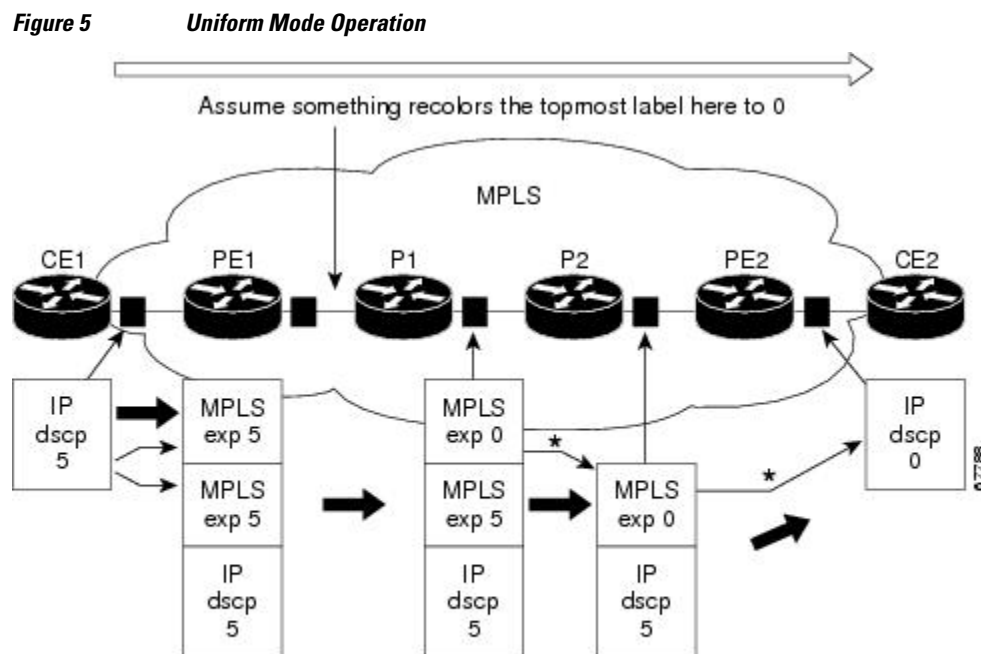 Figure 5 Uniform Mode Operation
Assume something recolors the topmost label here to 0
MPLS
CE1 PE1 P1 P2 PE2 CE2
IP
dscp
5
MPLS
exp 5
MPLS
exp 5
IP
dscp
5
MPLS
exp 0
MPLS
exp 5
IP
dscp
5
*
MPLS
exp 0
IP
dscp
5
*
IP
dscp
0
67788